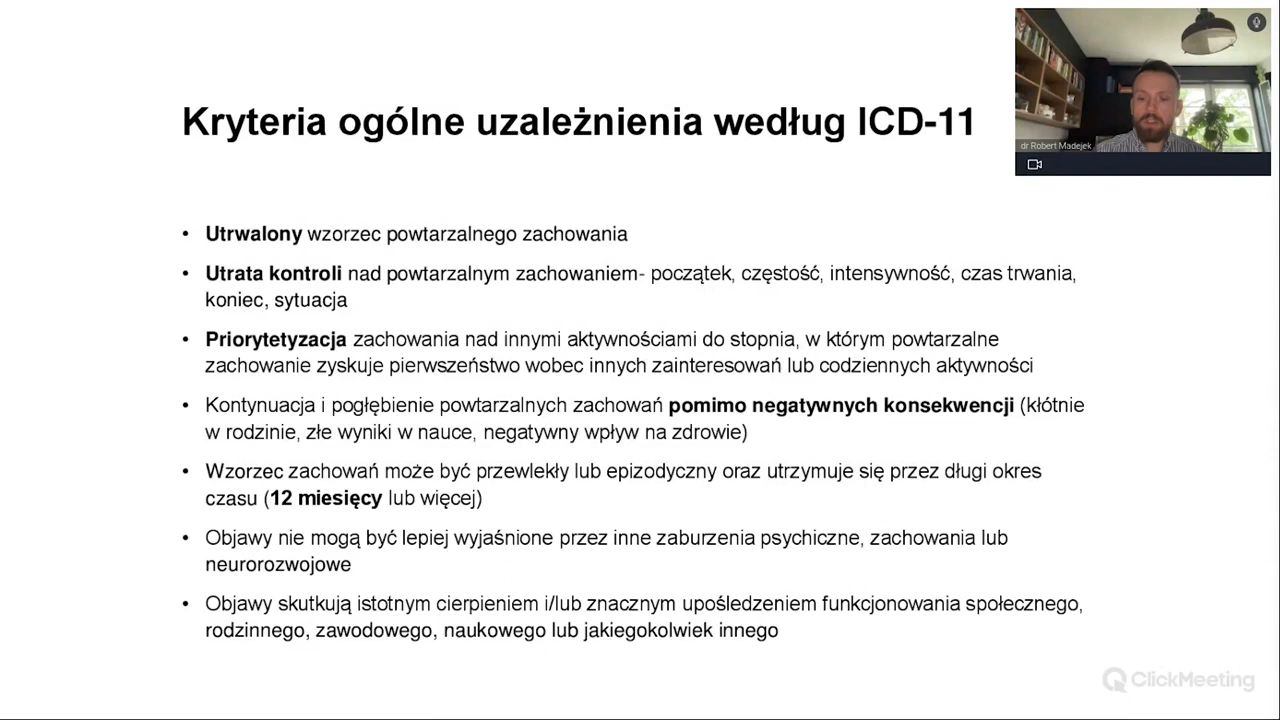 Kryteria ogólne uzależnienia według ICD-11
dr Robert Madejek
• Utrwalony wzorzec powtarzalnego zachowania
• Utrata kontroli nad powtarzalnym zachowaniem- początek, częstość, intensywność, czas trwania,
koniec, sytuacja
• Priorytetyzacja zachowania nad innymi aktywnościami do stopnia, w którym powtarzalne
zachowanie zyskuje pierwszeństwo wobec innych zainteresowań lub codziennych aktywności
• Kontynuacja i pogłębienie powtarzalnych zachowań pomimo negatywnych konsekwencji (kłótnie
w rodzinie, złe wyniki w nauce, negatywny wpływ na zdrowie)
• Wzorzec zachowań może być przewlekły lub epizodyczny oraz utrzymuje się przez długi okres
czasu (12 miesięcy lub więcej)
• Objawy nie mogą być lepiej wyjaśnione przez inne zaburzenia psychiczne, zachowania lub
neurorozwojowe
• Objawy skutkują istotnym cierpieniem i/lub znacznym upośledzeniem funkcjonowania społecznego,
rodzinnego, zawodowego, naukowego lub jakiegokolwiek innego
ClickMeeting